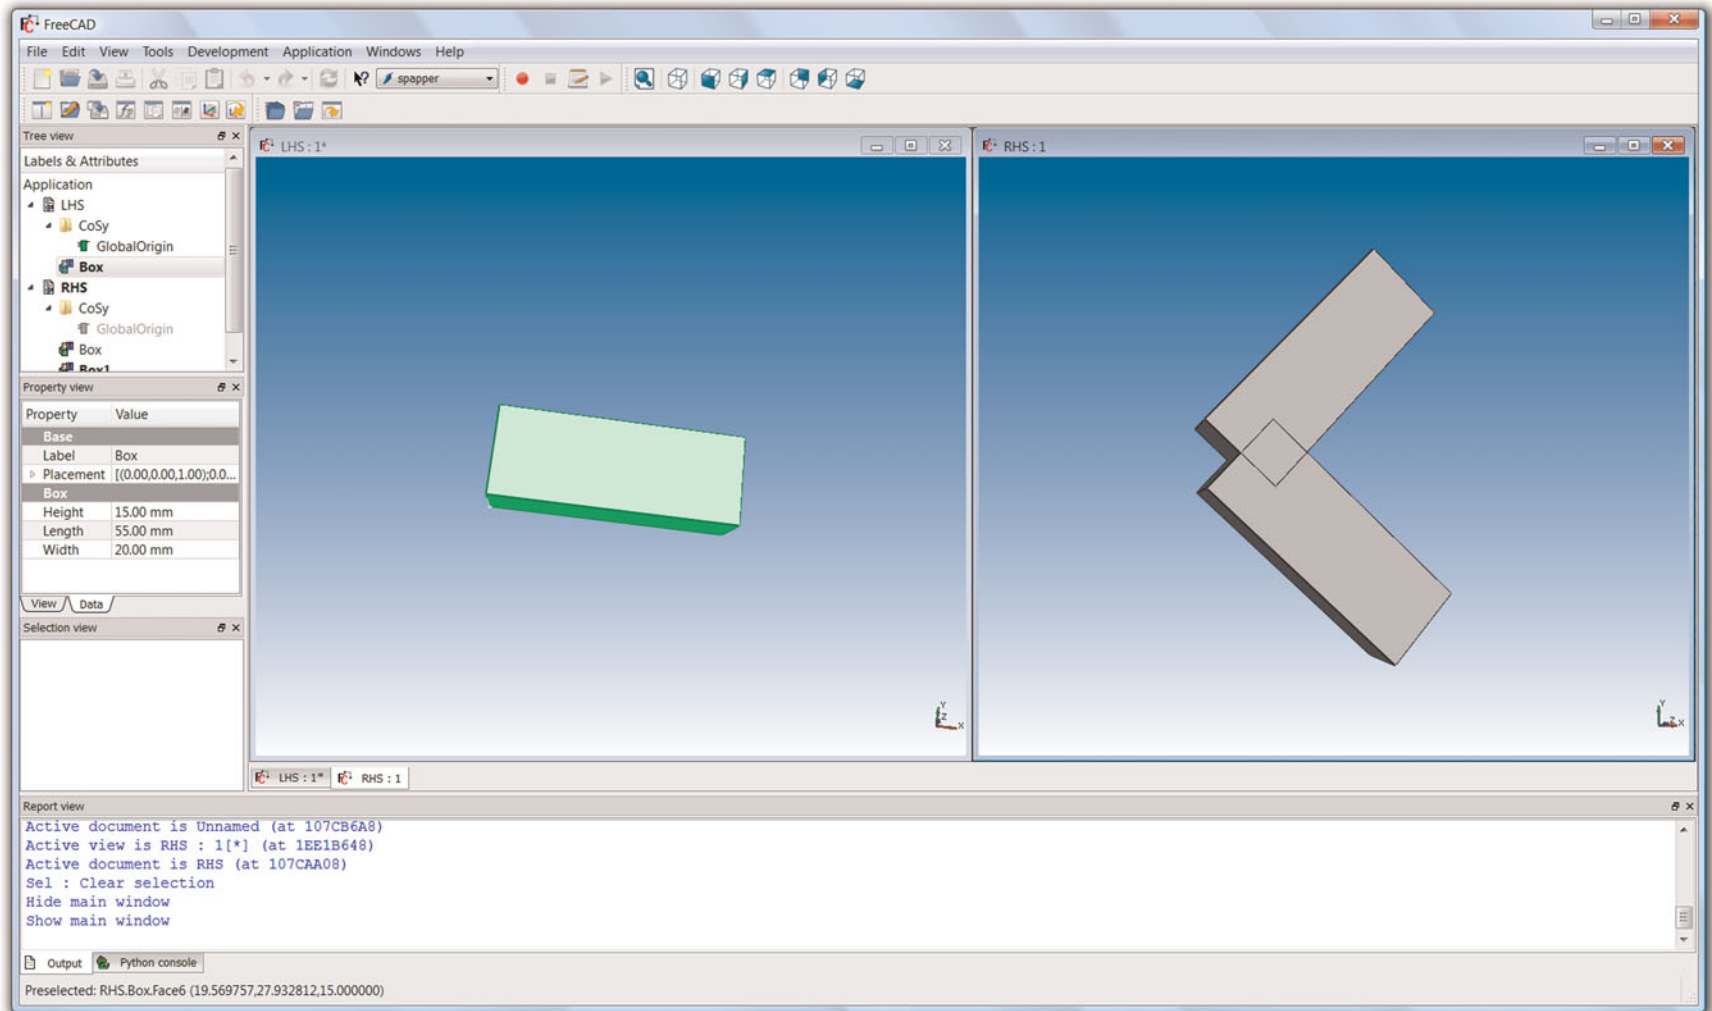 FreeCAD
File Edit View Tools Development Application Windows Help
spapper
Tree view
Labels & Attributes
Application
LHS
CoSy
GlobalOrigin
Box
RHS
CoSy
GlobalOrigin
Box
Box1
Property view
Property Value
Base
Label Box
Placement [(0.00,0.00,1.00);0.0...
Box
Height 15.00 mm
Length 55.00 mm
Width 20.00 mm
View Data
Selection view
LHS : 1*
Y
Z
X
RHS : 1
Y
Z X
LHS : 1* RHS : 1
Report view
Active document is Unnamed (at 107CB6A8)
Active view is RHS : 1[*] (at 1EE1B648)
Active document is RHS (at 107CAA08)
Sel : Clear selection
Hide main window
Show main window
Output Python console
Preselected: RHS.Box.Face6 (19.569757,27.932812,15.000000)